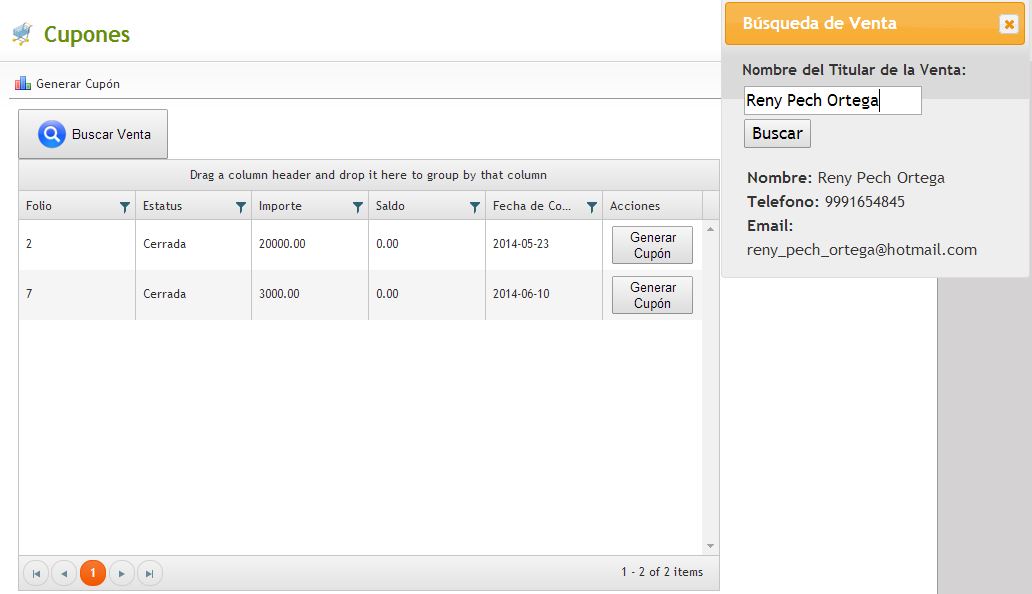 Cupones
Generar Cupón
Buscar Venta
Drag a column header and drop it here to group by that column
Folio Estatus Importe Saldo Fecha de Co... Acciones
2 Cerrada 20000.00 0.00 2014-05-23 Generar Cupón
7 Cerrada 3000.00 0.00 2014-06-10 Generar Cupón
1 1 - 2 of 2 items
Búsqueda de Venta
Nombre del Titular de la Venta:
Reny Pech Ortega
Buscar
Nombre: Reny Pech Ortega
Telefono: 9991654845
Email:
reny_pech_ortega@hotmail.com